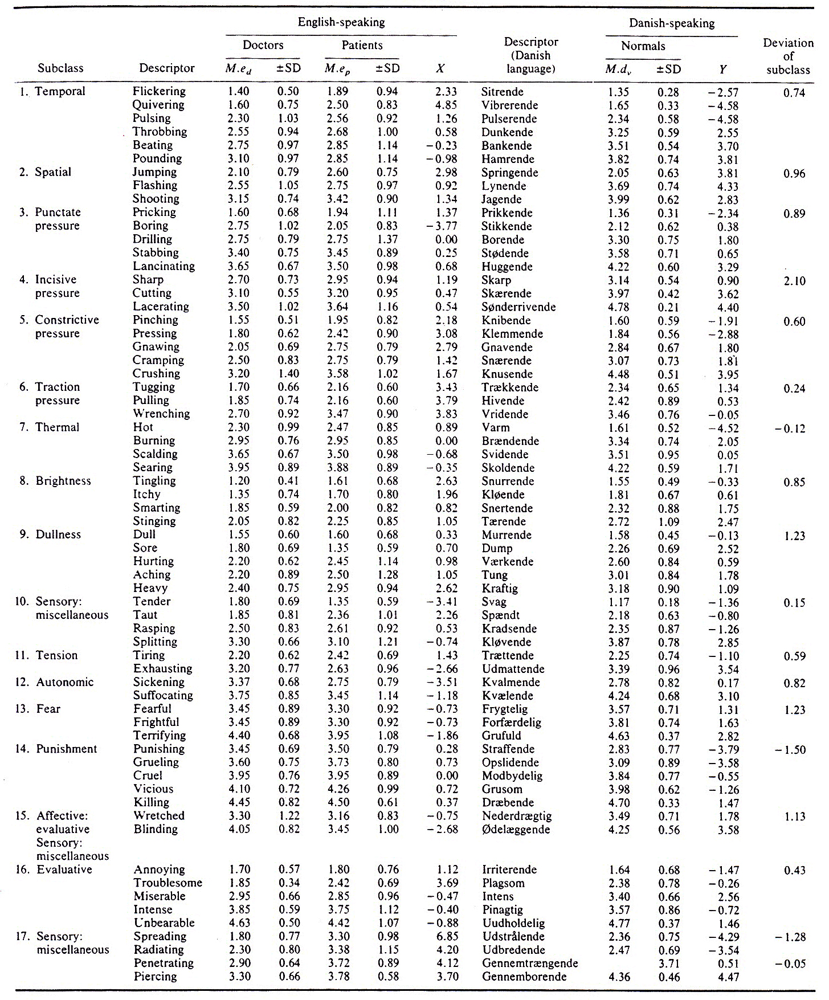 English-speaking Danish-speaking
Doctors Patients Descriptor Normals Deviation
(Danish of
Subclass Descriptor M.e_d ±SD M.e_p ±SD X language) M.d_v ±SD Y subclass
1. Temporal Flickering 1.40 0.50 1.89 0.94 2.33 Sitrende 1.35 0.28 −2.57 0.74
Quivering 1.60 0.75 2.50 0.83 4.85 Vibrerende 1.65 0.33 −4.58
Pulsing 2.30 1.03 2.56 0.92 1.26 Pulserende 2.34 0.58 −4.58
Throbbing 2.55 0.94 2.68 1.00 0.58 Dunkende 3.25 0.59 2.55
Beating 2.75 0.97 2.85 1.14 −0.23 Bankende 3.51 0.54 3.70
Pounding 3.10 0.97 2.85 1.14 −0.98 Hamrende 3.82 0.74 3.81
2. Spatial Jumping 2.10 0.79 2.60 0.75 2.98 Springende 2.05 0.63 3.81 0.96
Flashing 2.55 1.05 2.75 0.97 0.92 Lynende 3.69 0.74 4.33
Shooting 3.15 0.74 3.42 0.90 1.34 Jagende 3.99 0.62 2.83
3. Punctate Pricking 1.60 0.68 1.94 1.11 1.37 Prikkende 1.36 0.31 −2.34 0.89
pressure Boring 2.75 1.02 2.05 0.83 −3.77 Stikkende 2.12 0.62 0.38
Drilling 2.75 0.79 2.75 1.37 0.00 Borende 3.30 0.75 1.80
Stabbing 3.40 0.75 3.45 0.89 0.25 Stødende 3.58 0.71 0.65
Lancinating 3.65 0.67 3.50 0.98 0.68 Huggende 4.22 0.60 3.29
4. Incisive Sharp 2.70 0.73 2.95 0.94 1.19 Skarp 3.14 0.54 0.90 2.10
pressure Cutting 3.10 0.55 3.20 0.95 0.47 Skærende 3.97 0.42 3.62
Lacerating 3.50 1.02 3.64 1.16 0.54 Sønderrivende 4.78 0.21 4.40
5. Constrictive Pinching 1.55 0.51 1.95 0.82 2.18 Knibende 1.60 0.59 −1.91 0.60
pressure Pressing 1.80 0.62 2.42 0.90 3.08 Klemmende 1.84 0.56 −2.88
Gnawing 2.05 0.69 2.75 0.79 2.79 Gnavende 2.84 0.67 1.80
Cramping 2.50 0.83 2.75 0.79 1.42 Snærende 3.07 0.73 1.81
Crushing 3.20 1.40 3.58 1.02 1.67 Knusende 4.48 0.51 3.95
6. Traction Tugging 1.70 0.66 2.16 0.60 3.43 Trækkende 2.34 0.65 1.34 0.24
pressure Pulling 1.85 0.74 2.16 0.60 3.79 Hivende 2.42 0.89 0.53
Wrenching 2.70 0.92 3.47 0.90 3.83 Vridende 3.46 0.76 −0.05
7. Thermal Hot 2.30 0.99 2.47 0.85 0.89 Varm 1.61 0.52 −4.52 −0.12
Burning 2.95 0.76 2.95 0.85 0.00 Brændende 3.34 0.74 2.05
Scalding 3.65 0.67 3.50 0.98 −0.68 Svidende 3.51 0.95 0.05
Searing 3.95 0.89 3.88 0.89 −0.35 Skoldende 4.22 0.59 1.71
8. Brightness Tingling 1.20 0.41 1.61 0.68 2.63 Snurrende 1.55 0.49 −0.33 0.85
Itchy 1.35 0.74 1.70 0.80 1.96 Kløende 1.81 0.67 0.61
Smarting 1.85 0.59 2.00 0.82 0.82 Snertende 2.32 0.88 1.75
Stinging 2.05 0.82 2.25 0.85 1.05 Tærende 2.72 1.09 2.47
9. Dullness Dull 1.55 0.60 1.60 0.68 0.33 Murrende 1.58 0.45 −0.13 1.23
Sore 1.80 0.69 1.35 0.59 0.70 Dump 2.26 0.69 2.52
Hurting 2.20 0.62 2.45 1.14 0.98 Værkende 2.60 0.84 0.59
Aching 2.20 0.89 2.50 1.28 1.05 Tung 3.01 0.84 1.78
Heavy 2.40 0.75 2.95 0.94 2.62 Kraftig 3.18 0.90 1.09
10. Sensory: Tender 1.80 0.69 1.35 0.59 −3.41 Svag 1.17 0.18 −1.36 0.15
miscellaneous Taut 1.85 0.81 2.36 1.01 2.26 Spændt 2.18 0.63 −0.80
Rasping 2.50 0.83 2.61 0.92 0.53 Kradsende 2.35 0.87 −1.26
Splitting 3.30 0.66 3.10 1.21 −0.74 Kløvende 3.87 0.78 2.85
11. Tension Tiring 2.20 0.62 2.42 0.69 1.43 Trættende 2.25 0.74 −1.10 0.59
Exhausting 3.20 0.77 2.63 0.96 −2.66 Udmattende 3.39 0.96 3.54
12. Autonomic Sickening 3.37 0.68 2.75 0.79 −3.51 Kvalmende 2.78 0.82 0.17 0.82
Suffocating 3.75 0.85 3.45 1.14 −1.18 Kvælende 4.24 0.68 3.10
13. Fear Fearful 3.45 0.89 3.30 0.92 −0.73 Frygtelig 3.57 0.71 1.31 1.23
Frightful 3.45 0.89 3.30 0.92 −0.73 Forfærdelig 3.81 0.74 1.63
Terrifying 4.40 0.68 3.95 1.08 −1.86 Grufuld 4.63 0.37 2.82
14. Punishment Punishing 3.45 0.69 3.50 0.79 0.28 Straffende 2.83 0.77 −3.79 −1.50
Grueling 3.60 0.75 3.73 0.80 0.73 Opslidende 3.09 0.89 −3.58
Cruel 3.95 0.76 3.95 0.89 0.00 Modbydelig 3.84 0.77 −0.55
Vicious 4.10 0.72 4.26 0.99 0.72 Grusom 3.98 0.62 −1.26
Killing 4.45 0.82 4.50 0.61 0.37 Dræbende 4.70 0.33 1.47
15. Affective: Wretched 3.30 1.22 3.16 0.83 −0.75 Nederdrægtig 3.49 0.71 1.78 1.13
evaluative Blinding 4.05 0.82 3.45 1.00 −2.68 Ødelæggende 4.25 0.56 3.58
Sensory:
miscellaneous
16. Evaluative Annoying 1.70 0.57 1.80 0.76 1.12 Irriterende 1.64 0.68 −1.47 0.43
Troublesome 1.85 0.34 2.42 0.69 3.69 Plagsom 2.38 0.78 −0.26
Miserable 2.95 0.66 2.85 0.96 −0.47 Intens 3.40 0.66 2.56
Intense 3.85 0.59 3.75 1.12 −0.40 Pinagtig 3.57 0.86 −0.72
Unbearable 4.63 0.50 4.42 1.07 −0.88 Uudholdelig 4.77 0.37 1.46
17. Sensory: Spreading 1.80 0.77 3.30 0.98 6.85 Udstrålende 2.36 0.75 −4.29 −1.28
miscellaneous Radiating 2.30 0.80 3.38 1.15 4.20 Udbredende 2.47 0.69 −3.54
Penetrating 2.90 0.64 3.72 0.89 4.12 Gennemtrængende 3.71 0.51 −0.05
Piercing 3.30 0.66 3.78 0.58 3.70 Gennemborende 4.36 0.46 4.47